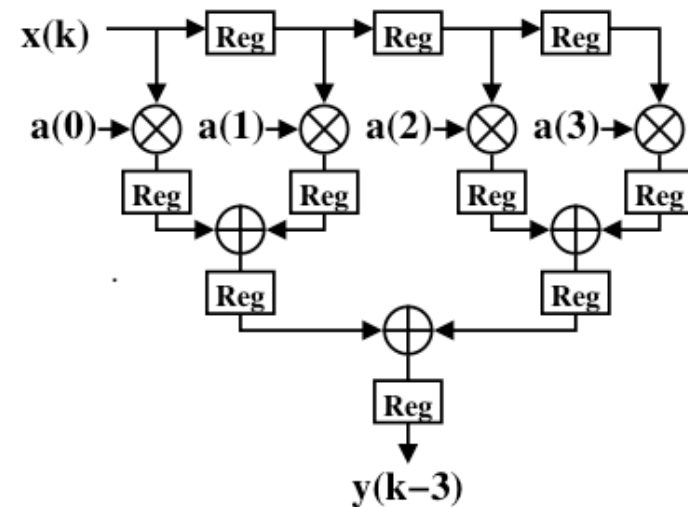 x(k) Reg Reg Reg
a(0) a(1) a(2) a(3)
Reg Reg Reg Reg
Reg Reg
Reg
y(k−3)